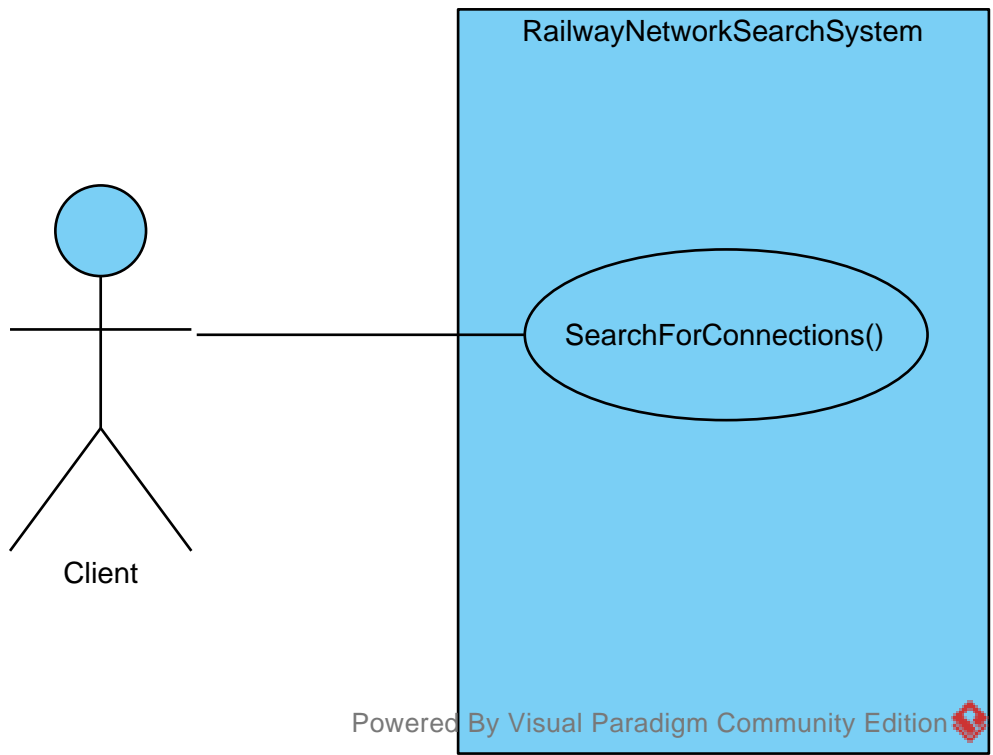 RailwayNetworkSearchSystem
SearchForConnections()
Client
Powered By Visual Paradigm Community Edition